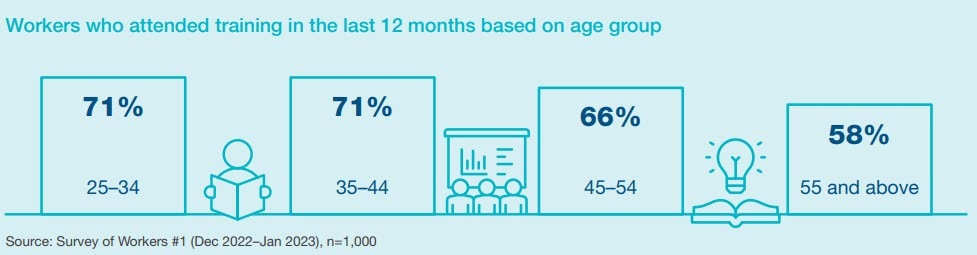 Workers who attended training in the last 12 months based on age group
71%
25–34
71%
35–44
66%
45–54
58%
55 and above
Source: Survey of Workers #1 (Dec 2022–Jan 2023), n=1,000